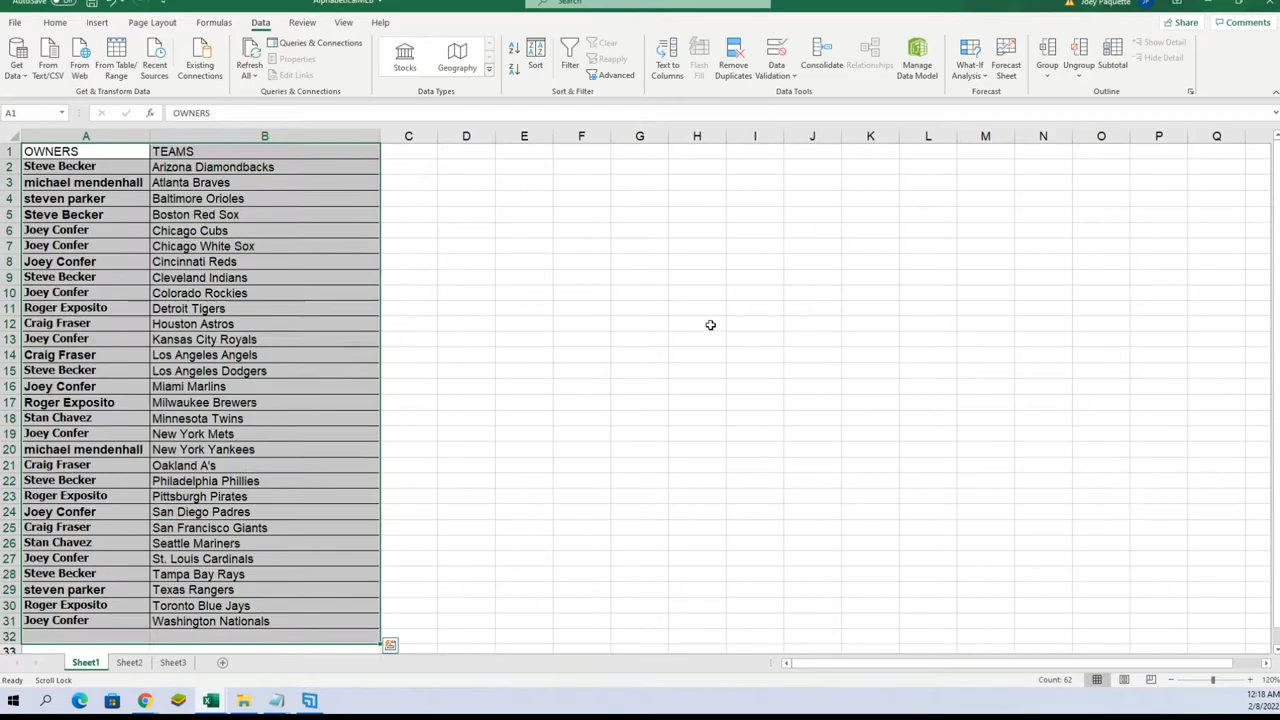 AutoSave
AlphabeticalMLB
Search
Joey Paquette
JP
File Home Insert Page Layout Formulas Data Review View Help
Share Comments
Get Data
From Text/CSV
From Web
From Table/Range
Recent Sources
Existing Connections
Get & Transform Data
Refresh All
Queries & Connections
Properties
Edit Links
Queries & Connections
Stocks
Geography
Data Types
Sort
Filter
Clear
Reapply
Advanced
Sort & Filter
Text to Columns
Flash Fill
Remove Duplicates
Data Validation
Consolidate
Relationships
Manage Data Model
Data Tools
What-If Analysis
Forecast Sheet
Forecast
Group
Ungroup
Subtotal
Show Detail
Hide Detail
Outline
A1 fx OWNERS
A B C D E F G H I J K L M N O P Q
1 OWNERS TEAMS
2 Steve Becker Arizona Diamondbacks
3 michael mendenhall Atlanta Braves
4 steven parker Baltimore Orioles
5 Steve Becker Boston Red Sox
6 Joey Confer Chicago Cubs
7 Joey Confer Chicago White Sox
8 Joey Confer Cincinnati Reds
9 Steve Becker Cleveland Indians
10 Joey Confer Colorado Rockies
11 Roger Exposito Detroit Tigers
12 Craig Fraser Houston Astros
13 Joey Confer Kansas City Royals
14 Craig Fraser Los Angeles Angels
15 Steve Becker Los Angeles Dodgers
16 Joey Confer Miami Marlins
17 Roger Exposito Milwaukee Brewers
18 Stan Chavez Minnesota Twins
19 Joey Confer New York Mets
20 michael mendenhall New York Yankees
21 Craig Fraser Oakland A's
22 Steve Becker Philadelphia Phillies
23 Roger Exposito Pittsburgh Pirates
24 Joey Confer San Diego Padres
25 Craig Fraser San Francisco Giants
26 Stan Chavez Seattle Mariners
27 Joey Confer St. Louis Cardinals
28 Steve Becker Tampa Bay Rays
29 steven parker Texas Rangers
30 Roger Exposito Toronto Blue Jays
31 Joey Confer Washington Nationals
32
33
Sheet1 Sheet2 Sheet3
Ready Scroll Lock Count: 62 120%
12:18 AM
2/8/2022